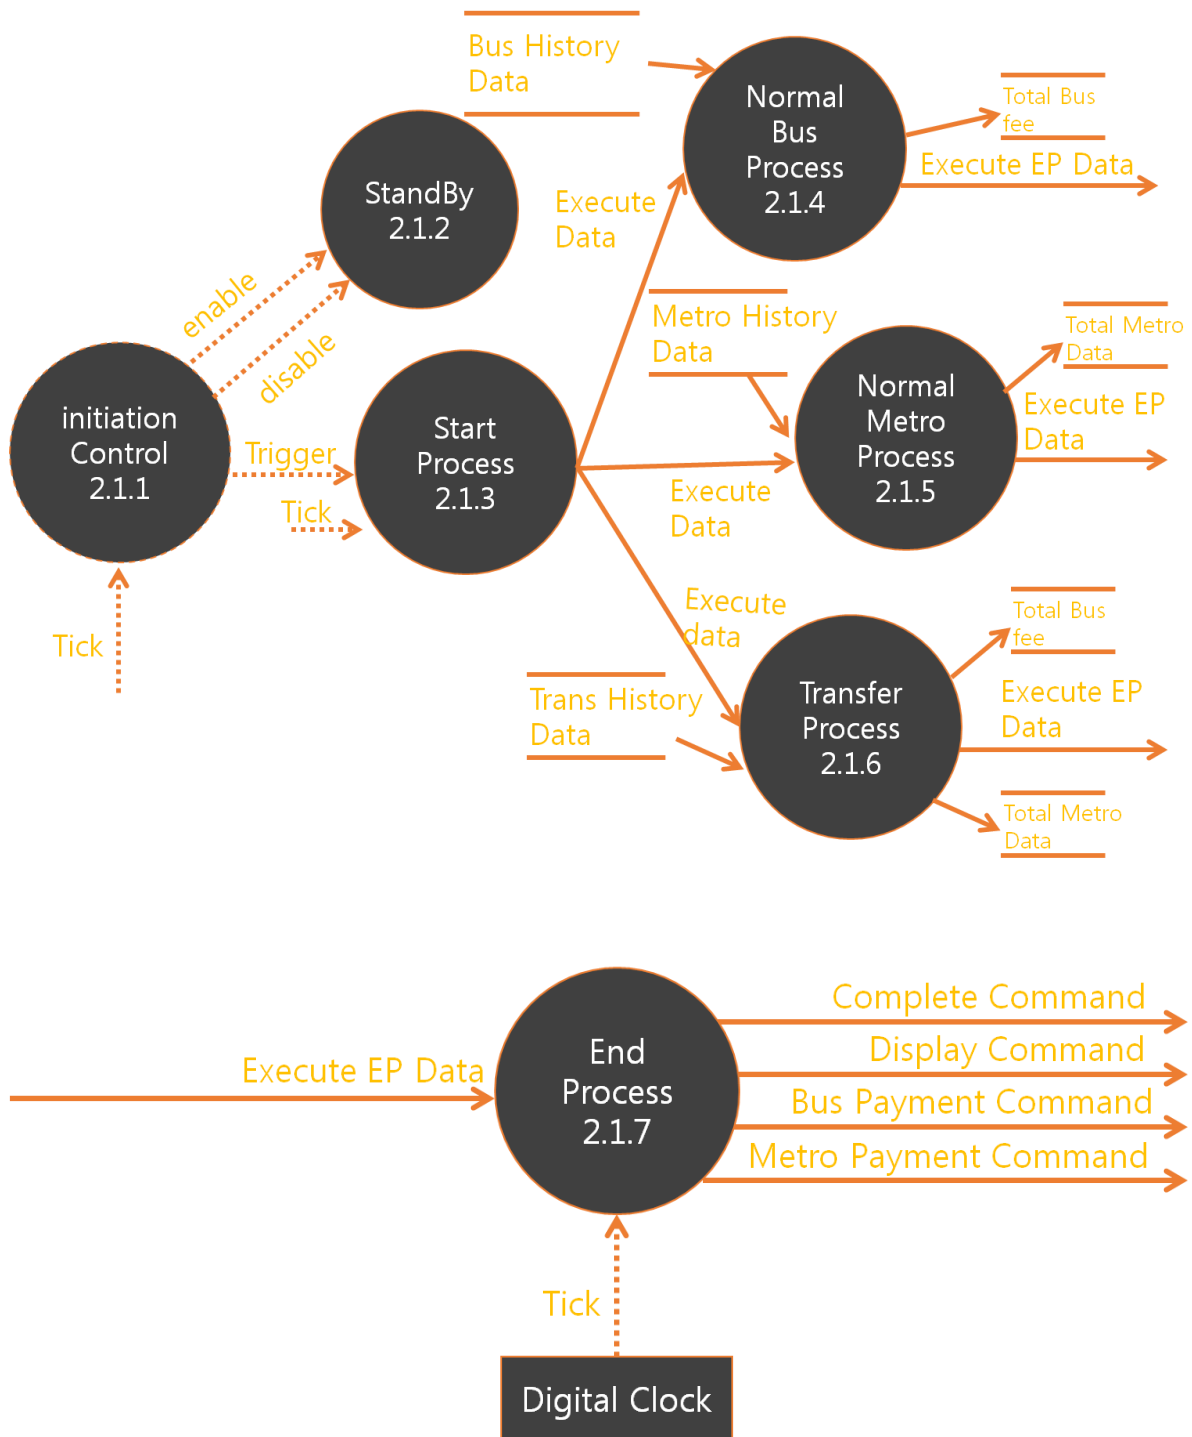 Bus History
Data
Normal
Bus
Process
2.1.4
Total Bus
fee
Execute EP Data
StandBy
2.1.2
Execute
Data
enable
disable
Metro History
Data
Total Metro
Data
Normal
Metro
Process
2.1.5
Execute EP
Data
initiation
Control
2.1.1
Trigger
Start
Process
2.1.3
Tick
Execute
Data
Tick
Execute
data
Total Bus
fee
Trans History
Data
Transfer
Process
2.1.6
Execute EP
Data
Total Metro
Data
Complete Command
Display Command
Bus Payment Command
Metro Payment Command
Execute EP Data
End
Process
2.1.7
Tick
Digital Clock